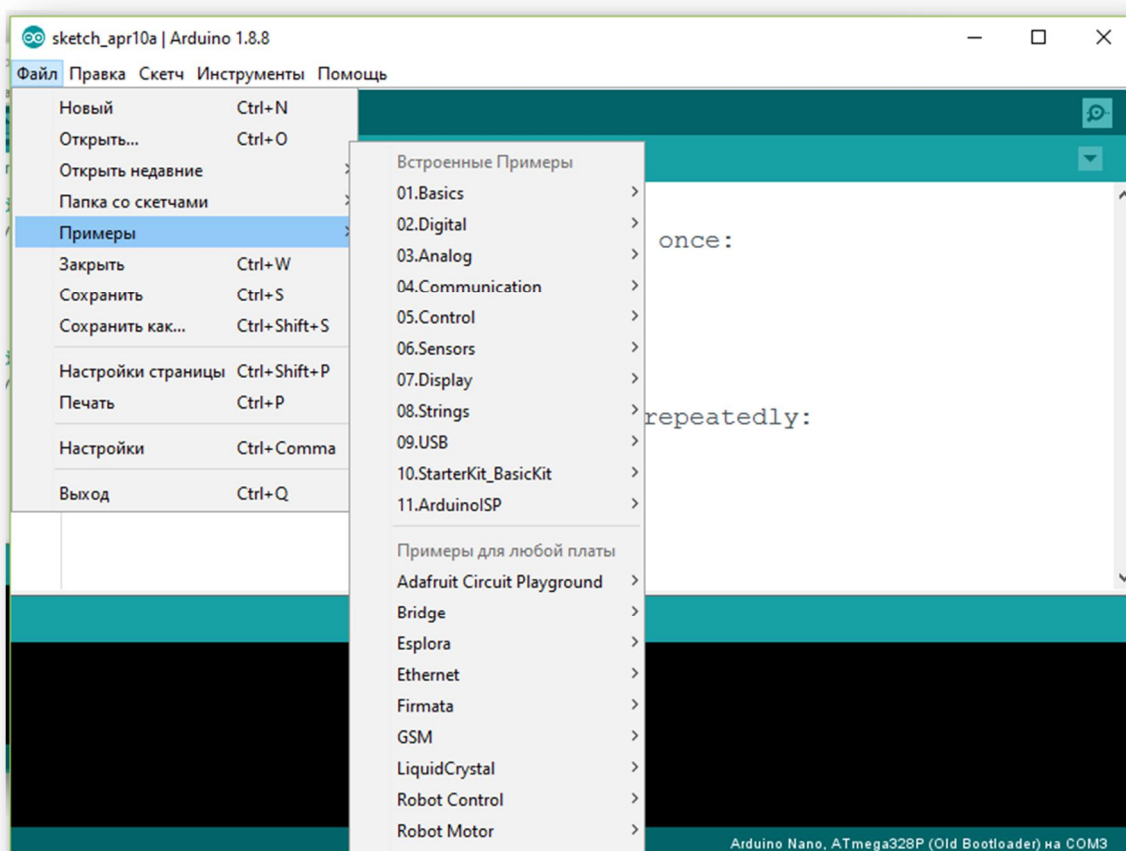 sketch_apr10a | Arduino 1.8.8
Файл Правка Скетч Инструменты Помощь
Новый Ctrl+N
Открыть... Ctrl+O
Открыть недавние
Папка со скетчами
Примеры
Закрыть Ctrl+W
Сохранить Ctrl+S
Сохранить как... Ctrl+Shift+S
Настройки страницы Ctrl+Shift+P
Печать Ctrl+P
Настройки Ctrl+Comma
Выход Ctrl+Q
Встроенные Примеры
01.Basics
02.Digital
03.Analog
04.Communication
05.Control
06.Sensors
07.Display
08.Strings
09.USB
10.StarterKit_BasicKit
11.ArduinoISP
Примеры для любой платы
Adafruit Circuit Playground
Bridge
Esplora
Ethernet
Firmata
GSM
LiquidCrystal
Robot Control
Robot Motor
once:
repeatedly:
Arduino Nano, ATmega328P (Old Bootloader) на COM3